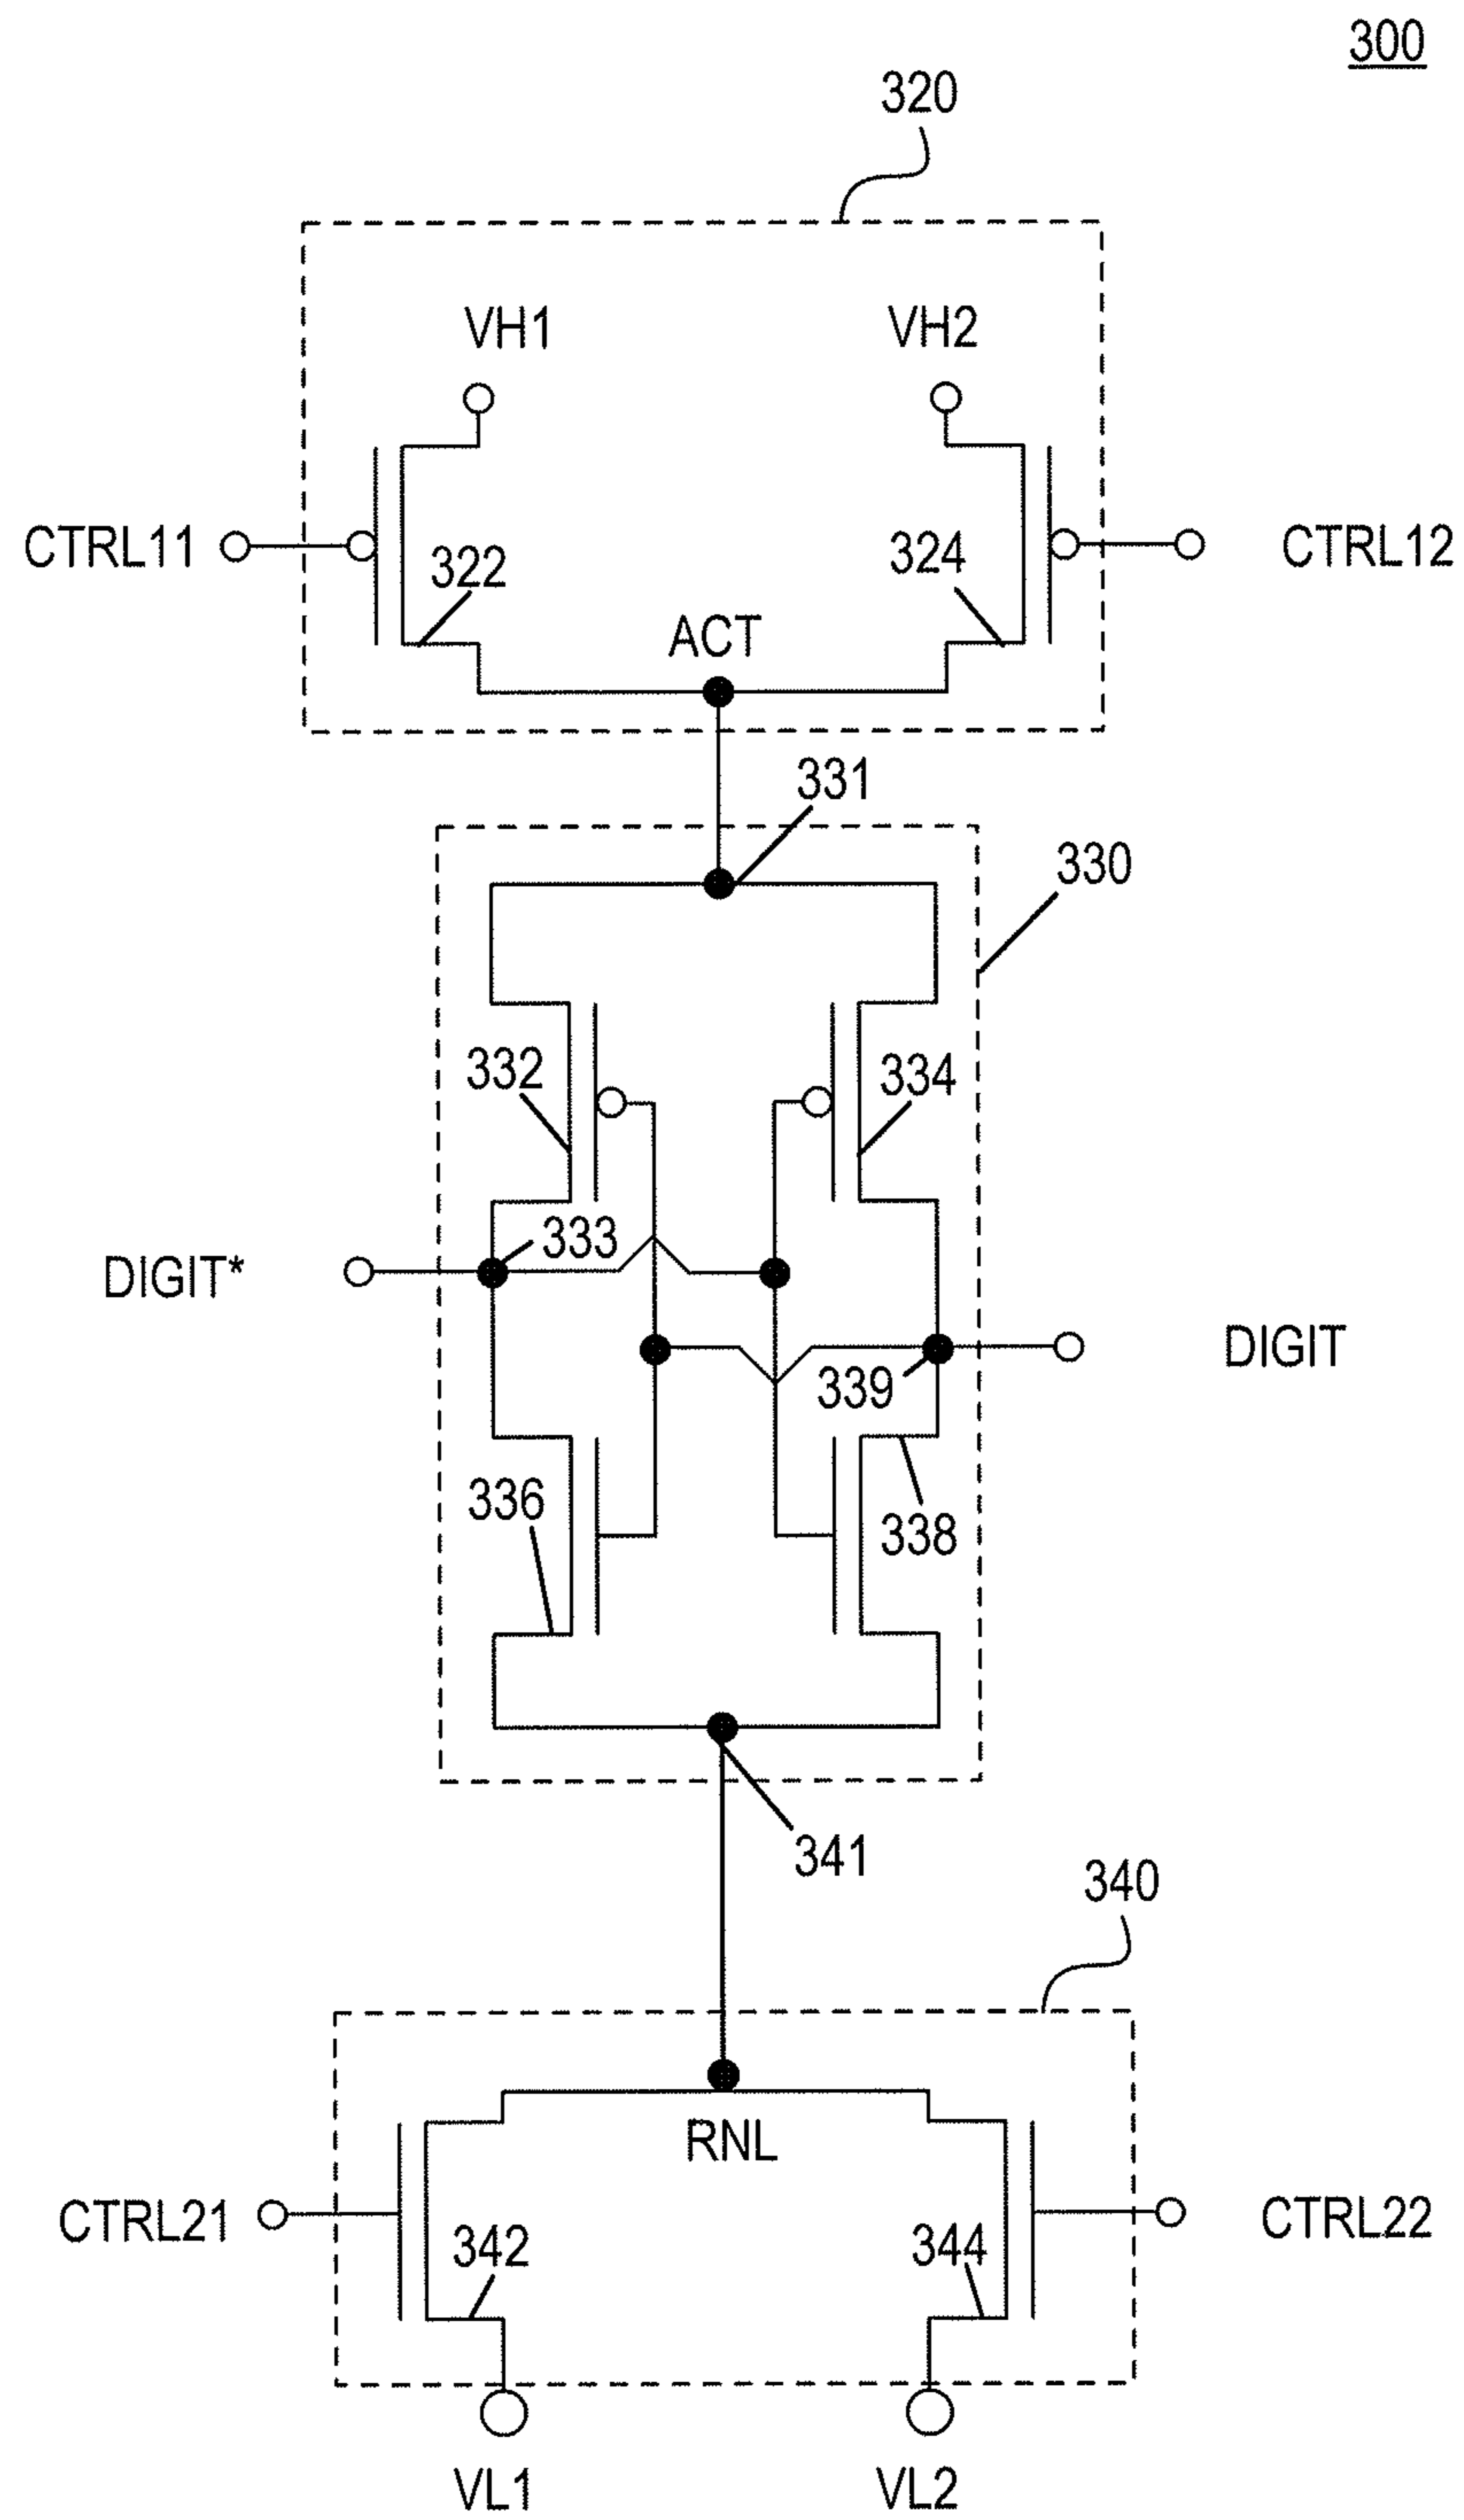 300
320
VH1 VH2
CTRL11 322 324 CTRL12
ACT
331
330
332 334
333
DIGIT*
DIGIT
339
336 338
341
340
RNL
CTRL21 342 344 CTRL22
VL1 VL2